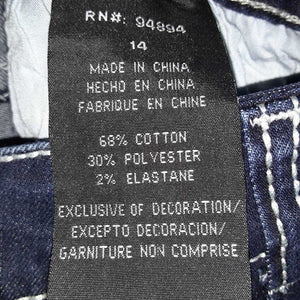 RN#: 94894
14
MADE IN CHINA
HECHO EN CHINA
FABRIQUE EN CHINE
68% COTTON
30% POLYESTER
2% ELASTANE
EXCLUSIVE OF DECORATION/
EXCEPTO DECORACION/
GARNITURE NON COMPRISE